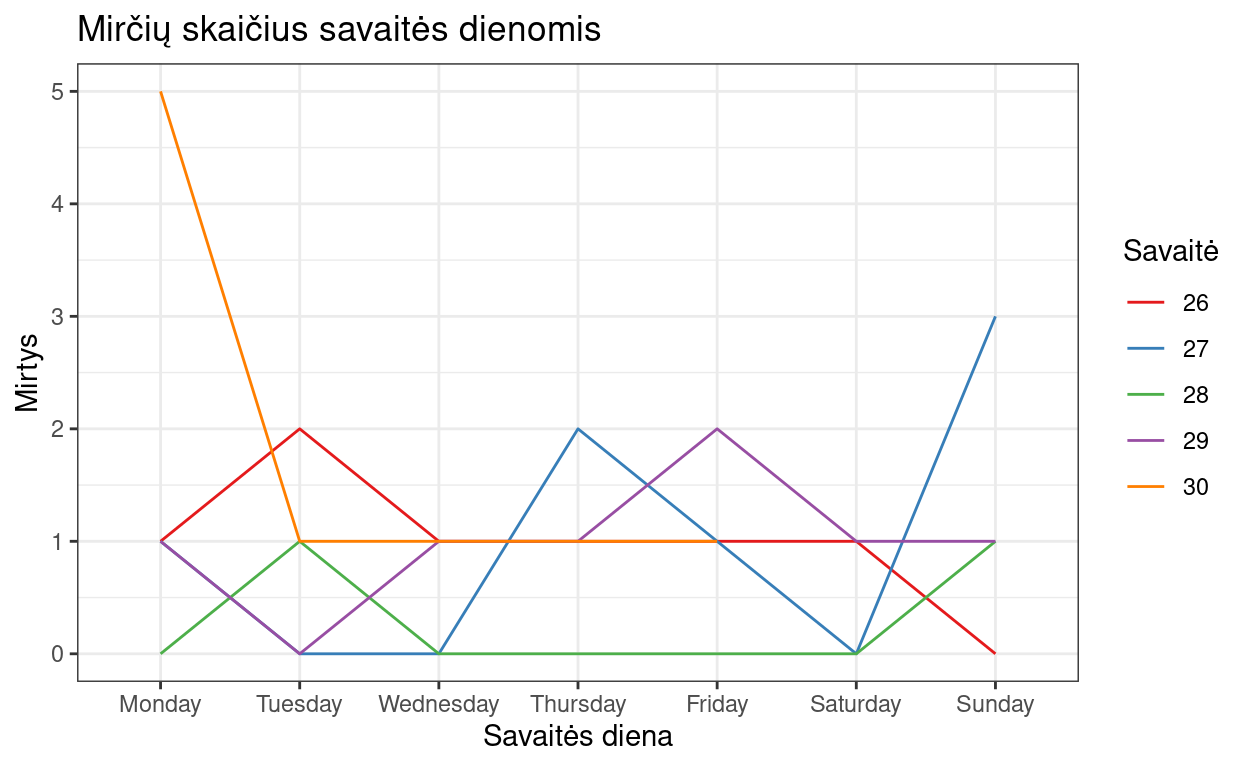 Mirčių skaičius savaitės dienomis
5
4
3
2
1
0
Mirtys
Monday Tuesday Wednesday Thursday Friday Saturday Sunday
Savaitės diena
Savaitė
26
27
28
29
30